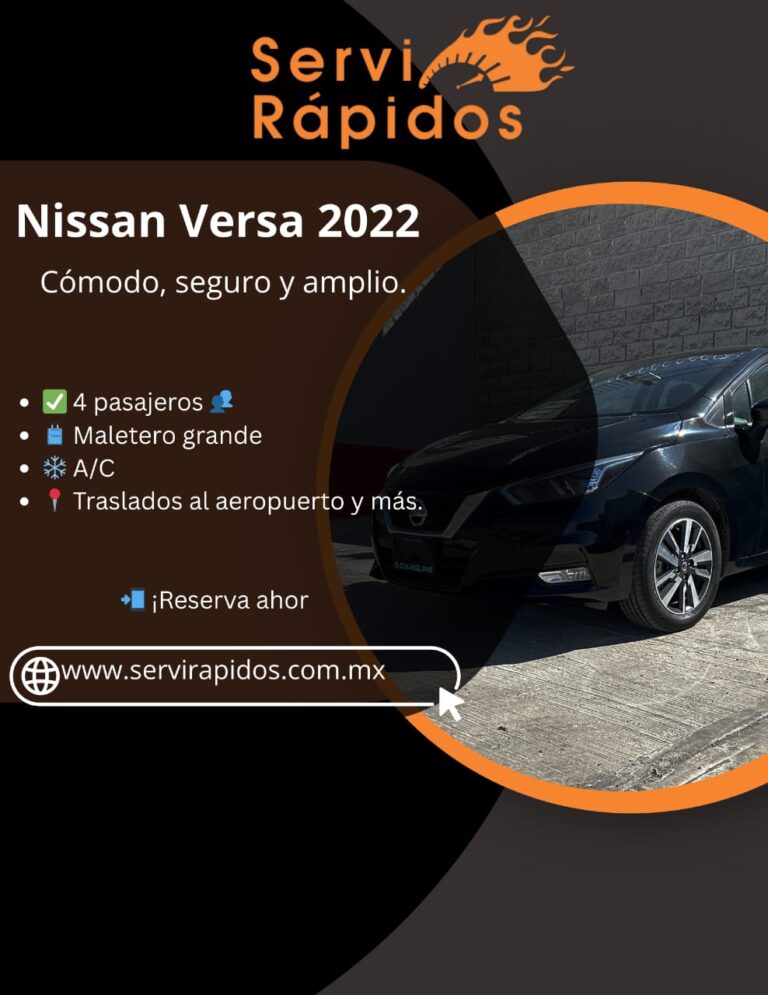 Servi
Rápidos
Nissan Versa 2022
Cómodo, seguro y amplio.
• ✅ 4 pasajeros 👥
• 🧳 Maletero grande
• ❄️ A/C
• 📍 Traslados al aeropuerto y más.
📲 ¡Reserva ahor
www.servirapidos.com.mx
CARSLINE